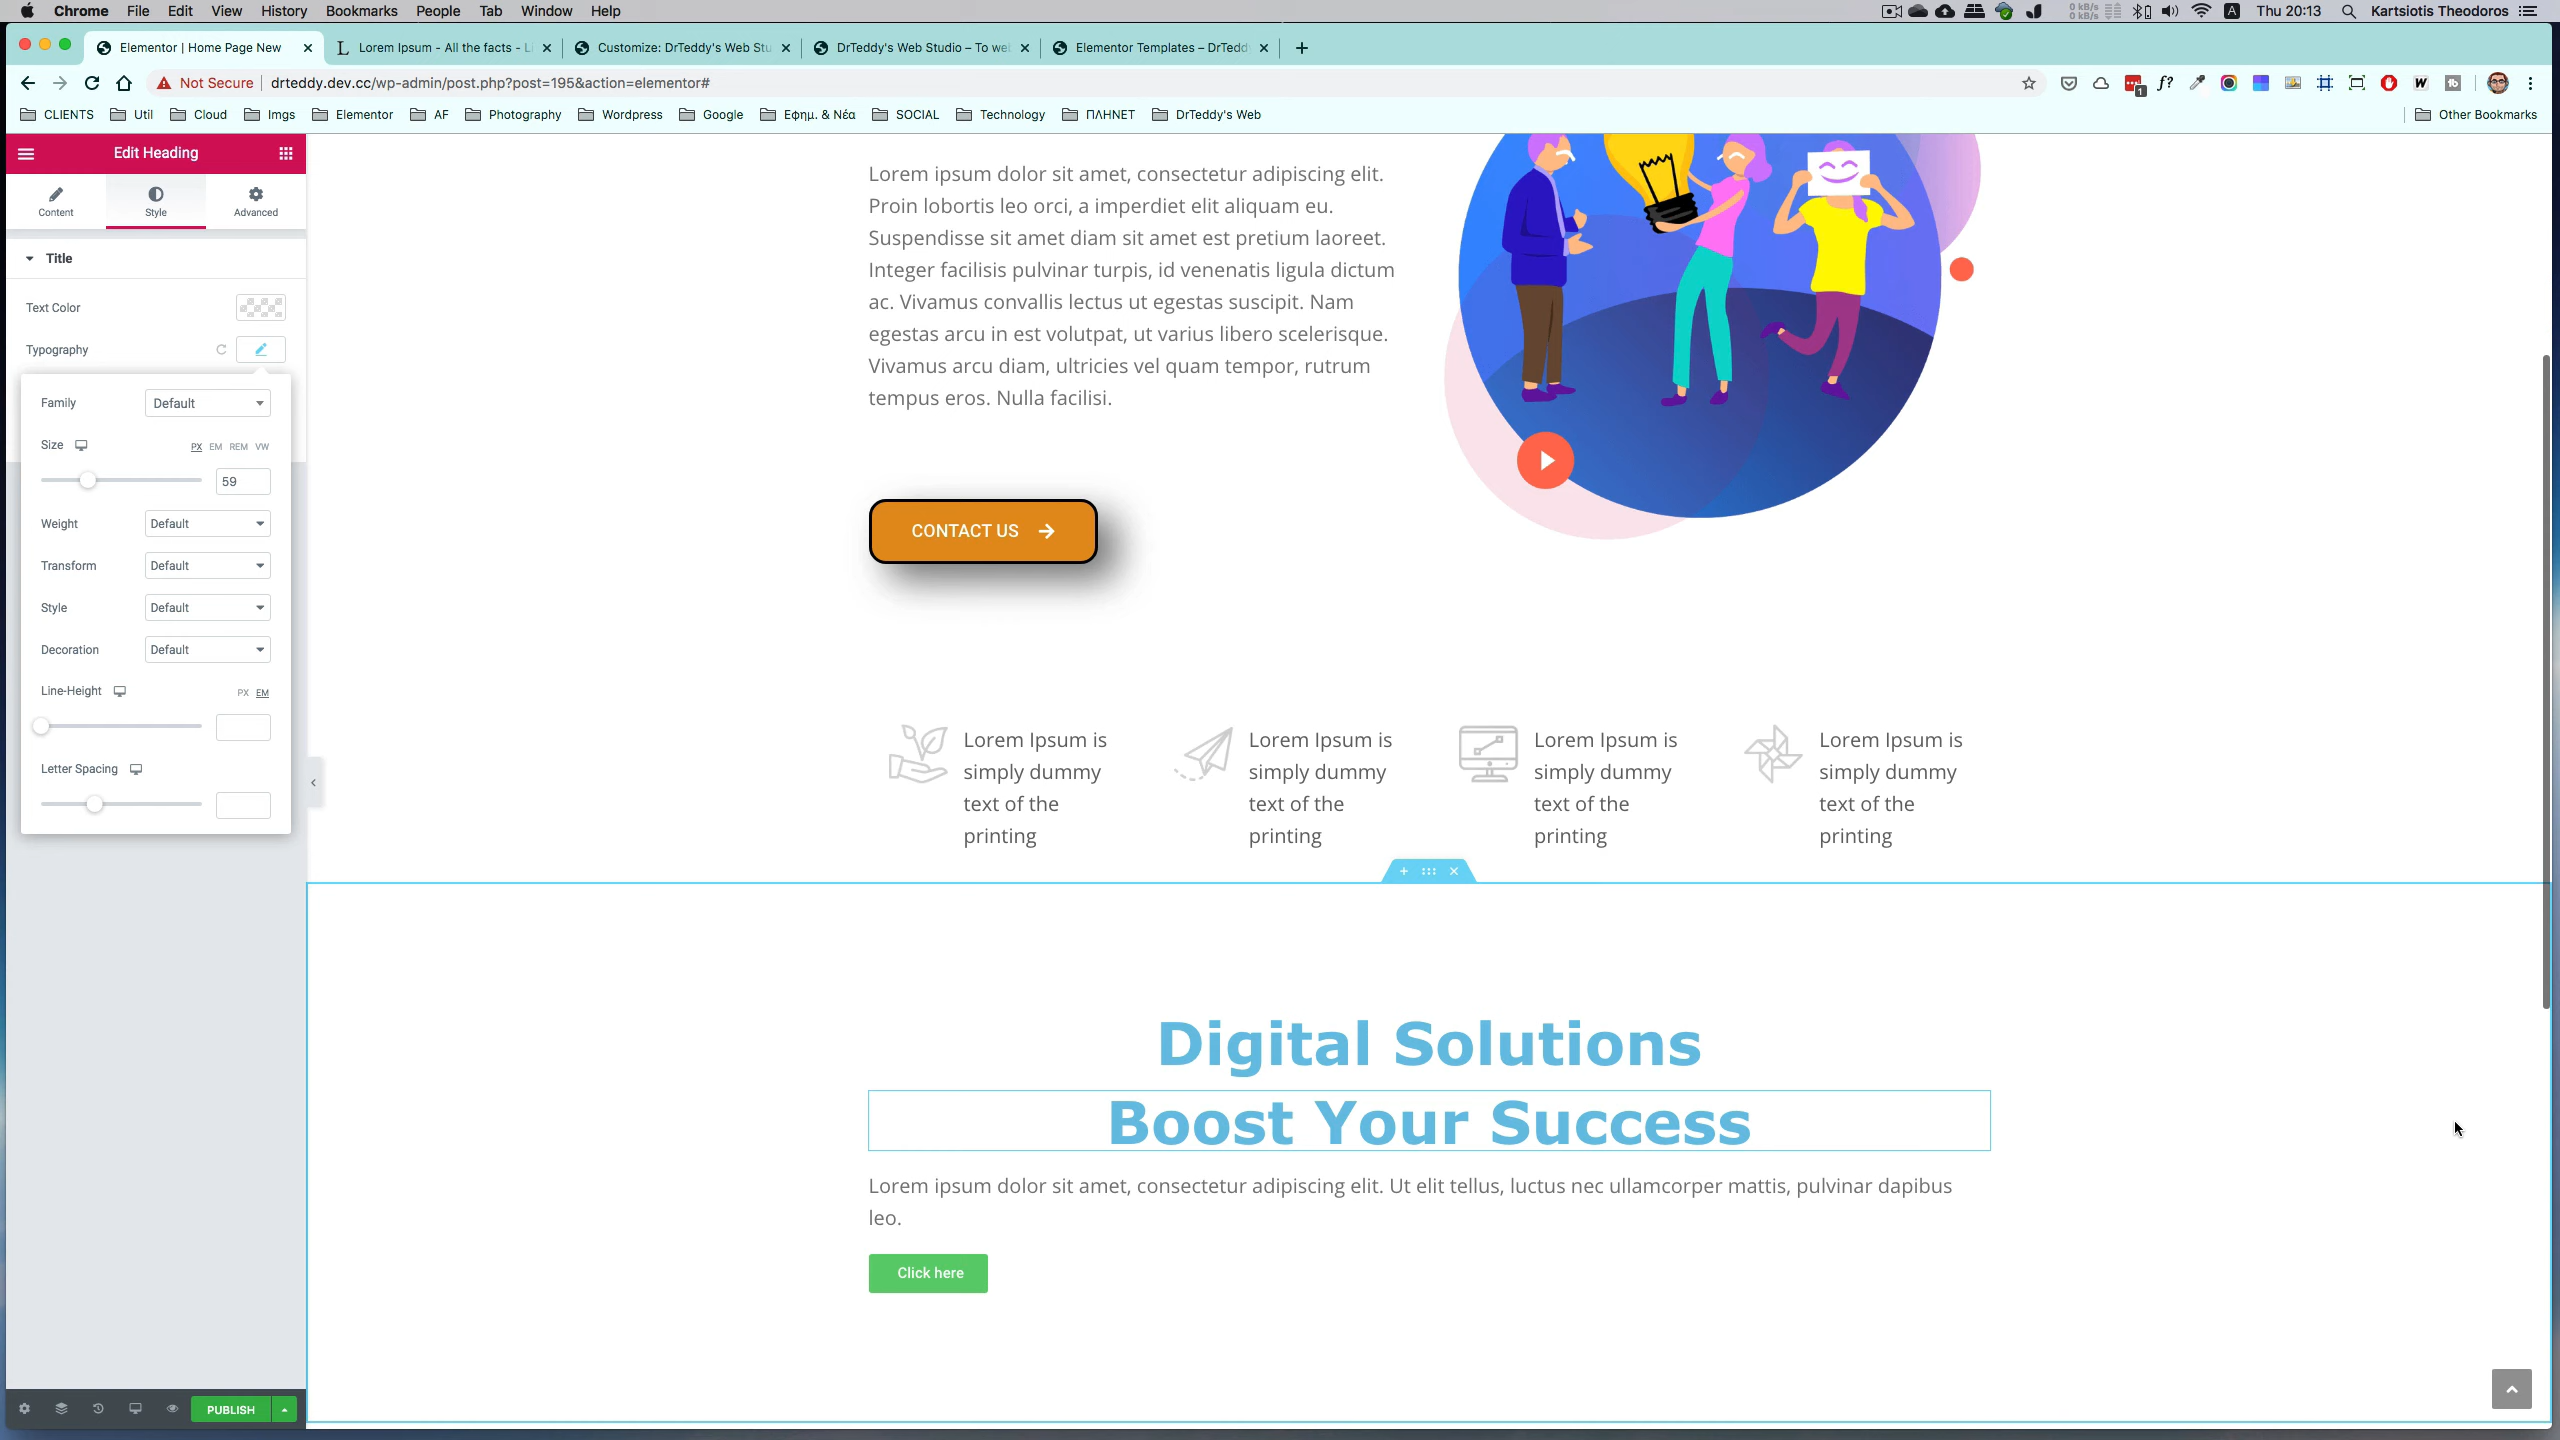 Chrome File Edit View History Bookmarks People Tab Window Help
0 kB/s
0 kB/s
A
Thu 20:13
Kartsiotis Theodoros
Elementor | Home Page New
Lorem Ipsum - All the facts - Li
Customize: DrTeddy's Web Stu
DrTeddy's Web Studio – To wel
Elementor Templates – DrTedd
Not Secure
drteddy.dev.cc/wp-admin/post.php?post=195&action=elementor#
f?
1
W
CLIENTS Util Cloud Imgs Elementor AF Photography Wordpress Google Εφημ. & Νέα SOCIAL Technology ΠΛΗΝΕΤ DrTeddy's Web Other Bookmarks
Edit Heading
Content Style Advanced
Title
Text Color
Typography
Family Default
Size PX EM REM VW
59
Weight Default
Transform Default
Style Default
Decoration Default
Line-Height PX EM
Letter Spacing
PUBLISH
Lorem ipsum dolor sit amet, consectetur adipiscing elit.
Proin lobortis leo orci, a imperdiet elit aliquam eu.
Suspendisse sit amet diam sit amet est pretium laoreet.
Integer facilisis pulvinar turpis, id venenatis ligula dictum
ac. Vivamus convallis lectus ut egestas suscipit. Nam
egestas arcu in est volutpat, ut varius libero scelerisque.
Vivamus arcu diam, ultricies vel quam tempor, rutrum
tempus eros. Nulla facilisi.
CONTACT US
Lorem Ipsum is
simply dummy
text of the
printing
Lorem Ipsum is
simply dummy
text of the
printing
Lorem Ipsum is
simply dummy
text of the
printing
Lorem Ipsum is
simply dummy
text of the
printing
Digital Solutions
Boost Your Success
Lorem ipsum dolor sit amet, consectetur adipiscing elit. Ut elit tellus, luctus nec ullamcorper mattis, pulvinar dapibus
leo.
Click here